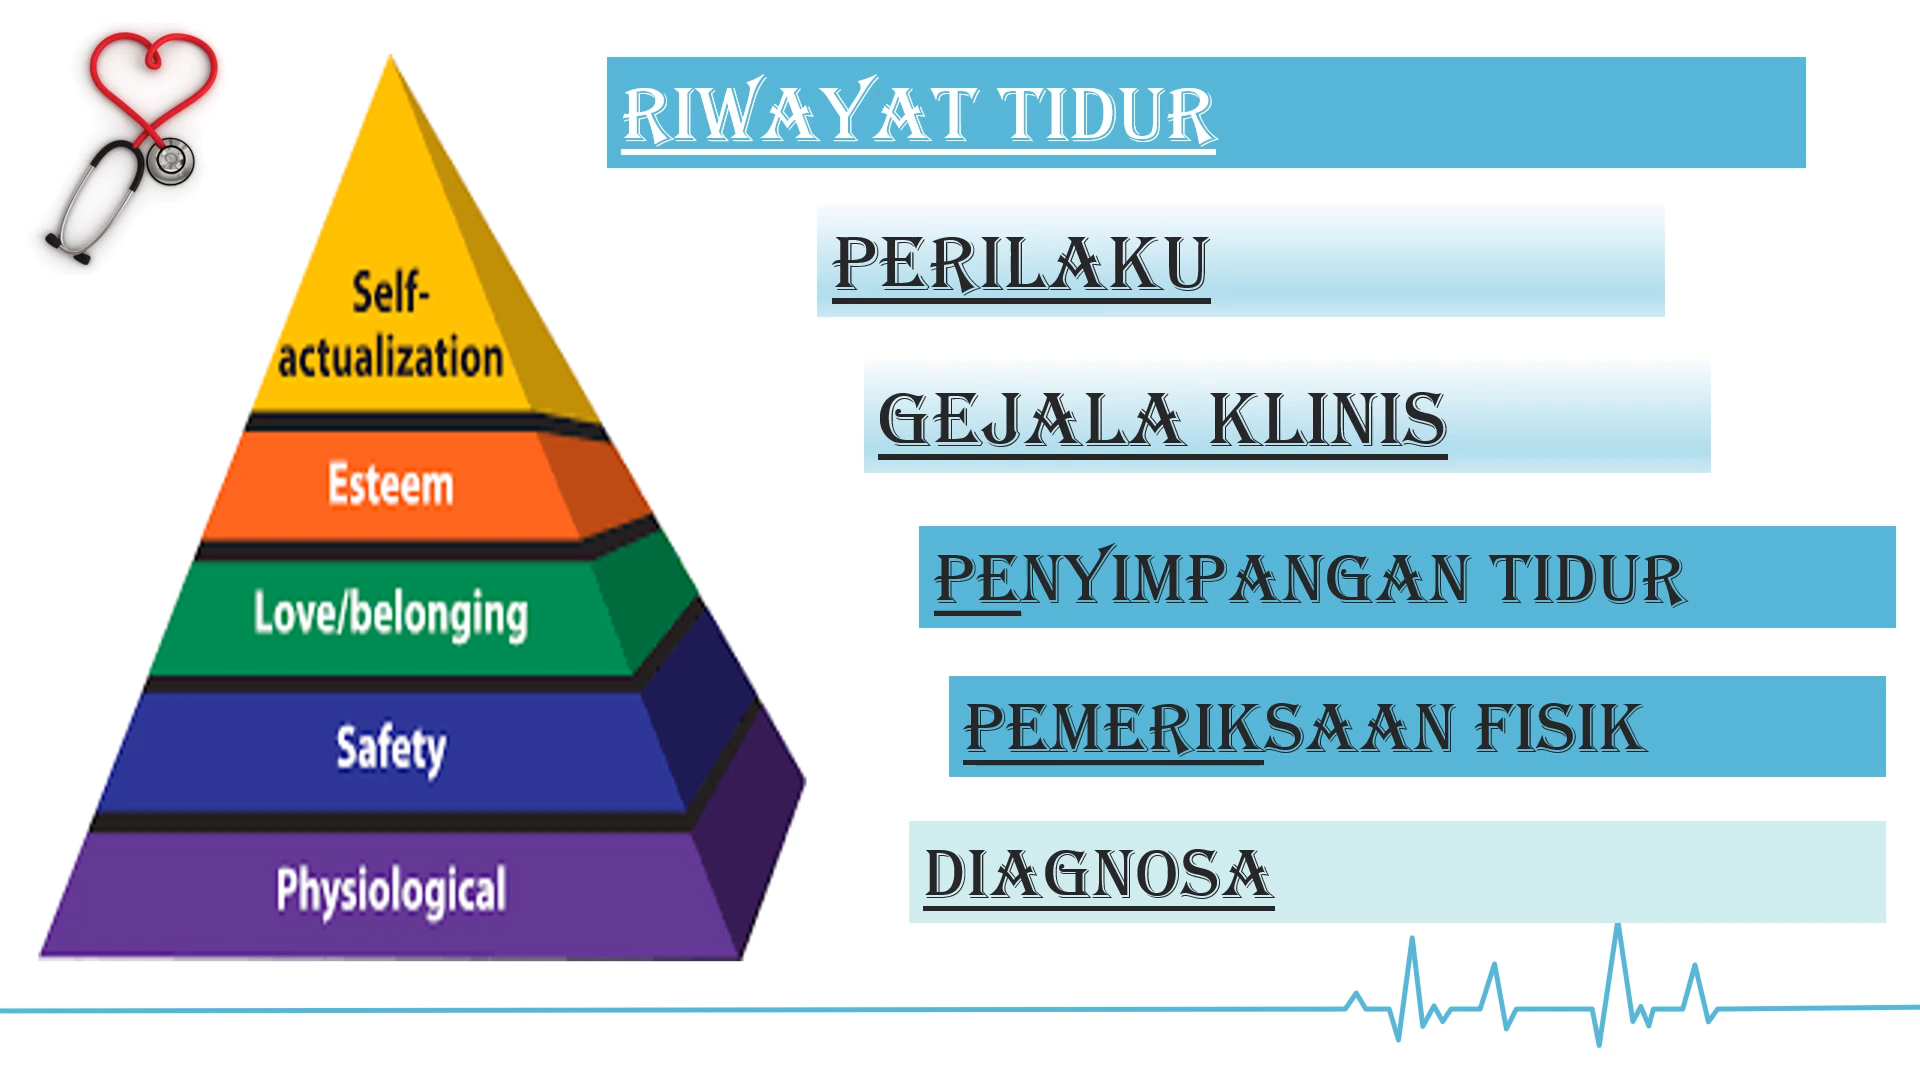 RIWAYAT TIDUR
PERILAKU
GEJALA KLINIS
PENYIMPANGAN TIDUR
PEMERIKSAAN FISIK
DIAGNOSA
Self-
actualization
Esteem
Love/belonging
Safety
Physiological